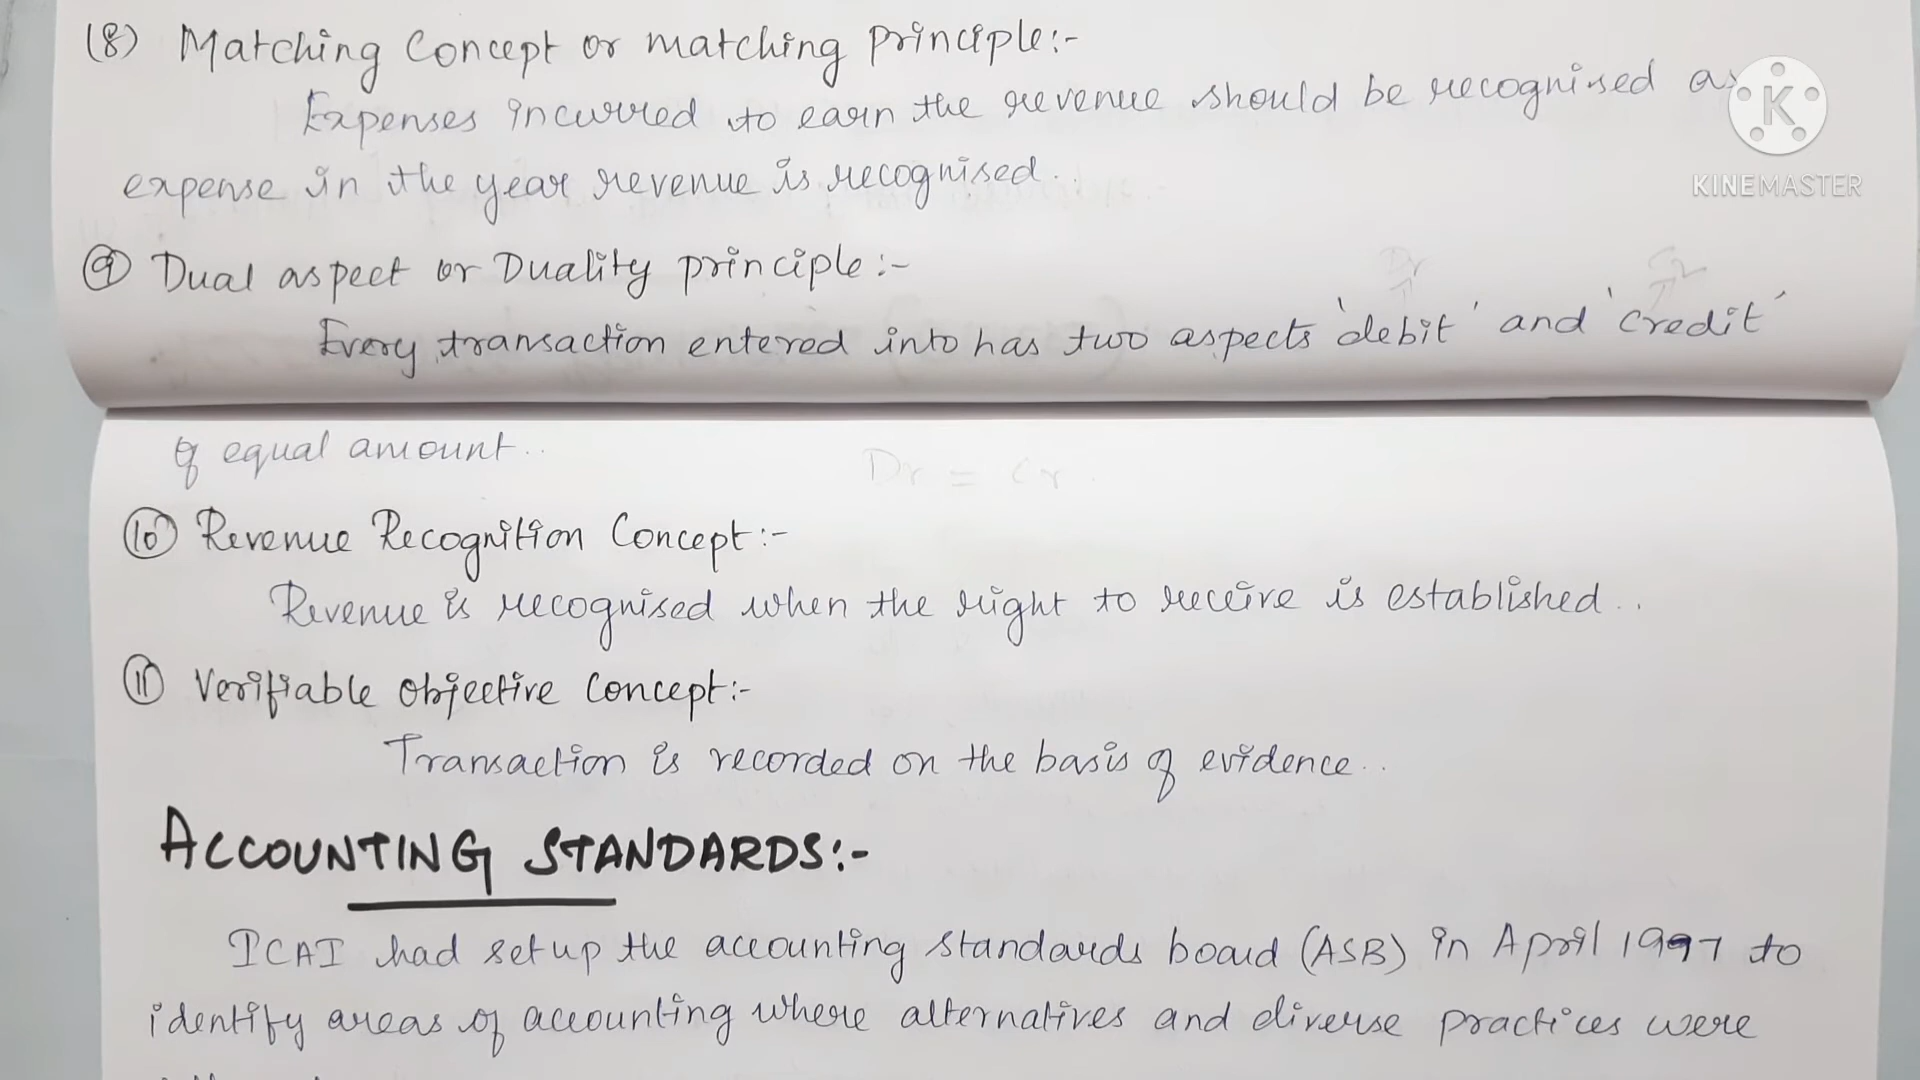 (8) Matching Concept or matching principle:-
Expenses incurred to earn the revenue should be recognised as
expense in the year revenue is recognised..
K
KINEMASTER
(9) Dual aspect or Duality principle:-
Dr Cr
Every transaction entered into has two aspects 'debit' and 'credit'
of equal amount..
Dr = Cr.
(10) Revenue Recognition Concept:-
Revenue is recognised when the right to receive is established..
(11) Verifiable objective concept:-
Transaction is recorded on the basis of evidence..
ACCOUNTING STANDARDS:-
ICAI had setup the accounting standards board (ASB) in April 1997 to
identify areas of accounting where alternatives and diverse practices were